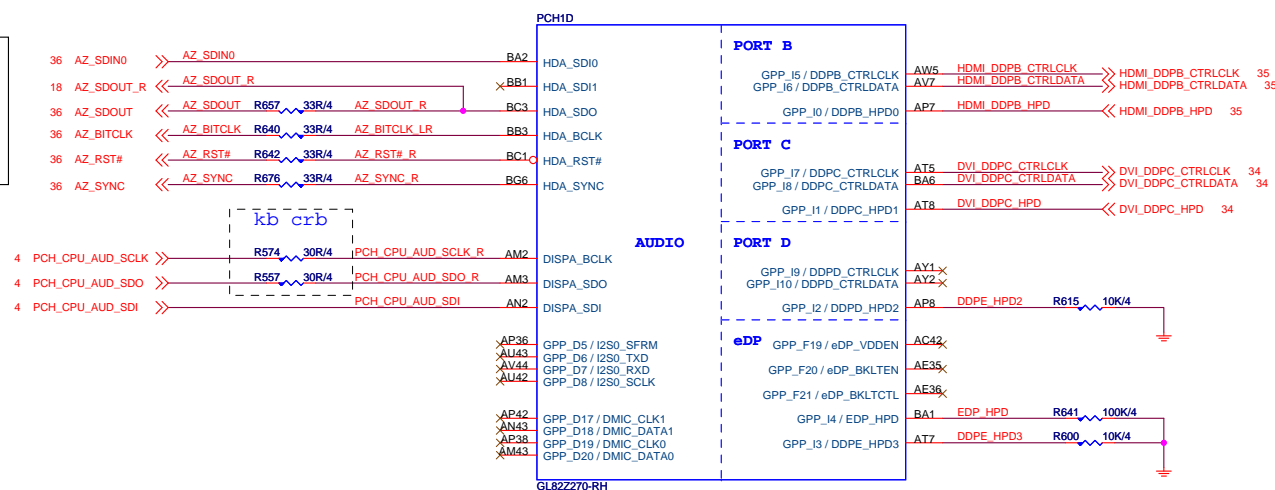 PCH1D
36 AZ_SDIN0 AZ_SDIN0 BA2 HDA_SDI0
18 AZ_SDOUT_R AZ_SDOUT_R BB1 HDA_SDI1
36 AZ_SDOUT AZ_SDOUT R657 33R/4 AZ_SDOUT_R BC3 HDA_SDO
36 AZ_BITCLK AZ_BITCLK R640 33R/4 AZ_BITCLK_LR BB3 HDA_BCLK
36 AZ_RST# AZ_RST# R642 33R/4 AZ_RST#_R BC1 HDA_RST#
36 AZ_SYNC AZ_SYNC R676 33R/4 AZ_SYNC_R BG6 HDA_SYNC
kb crb
4 PCH_CPU_AUD_SCLK R574 30R/4 PCH_CPU_AUD_SCLK_R AM2 DISPA_BCLK
4 PCH_CPU_AUD_SDO R557 30R/4 PCH_CPU_AUD_SDO_R AM3 DISPA_SDO
4 PCH_CPU_AUD_SDI PCH_CPU_AUD_SDI AN2 DISPA_SDI
AP36 GPP_D5 / I2S0_SFRM
AU43 GPP_D6 / I2S0_TXD
AV44 GPP_D7 / I2S0_RXD
AU42 GPP_D8 / I2S0_SCLK
AP42 GPP_D17 / DMIC_CLK1
AN43 GPP_D18 / DMIC_DATA1
AP38 GPP_D19 / DMIC_CLK0
AM43 GPP_D20 / DMIC_DATA0
AUDIO
PORT B
GPP_I5 / DDPB_CTRLCLK AW5 HDMI_DDPB_CTRLCLK HDMI_DDPB_CTRLCLK 35
GPP_I6 / DDPB_CTRLDATA AV7 HDMI_DDPB_CTRLDATA HDMI_DDPB_CTRLDATA 35
GPP_I0 / DDPB_HPD0 AP7 HDMI_DDPB_HPD HDMI_DDPB_HPD 35
PORT C
GPP_I7 / DDPC_CTRLCLK AT5 DVI_DDPC_CTRLCLK DVI_DDPC_CTRLCLK 34
GPP_I8 / DDPC_CTRLDATA BA6 DVI_DDPC_CTRLDATA DVI_DDPC_CTRLDATA 34
GPP_I1 / DDPC_HPD1 AT8 DVI_DDPC_HPD DVI_DDPC_HPD 34
PORT D
GPP_I9 / DDPD_CTRLCLK AY1
GPP_I10 / DDPD_CTRLDATA AY2
GPP_I2 / DDPD_HPD2 AP8 DDPE_HPD2 R615 10K/4
eDP
GPP_F19 / eDP_VDDEN AC42
GPP_F20 / eDP_BKLTEN AE35
GPP_F21 / eDP_BKLTCTL AE36
GPP_I4 / EDP_HPD BA1 EDP_HPD R641 100K/4
GPP_I3 / DDPE_HPD3 AT7 DDPE_HPD3 R600 10K/4
GL82Z270-RH